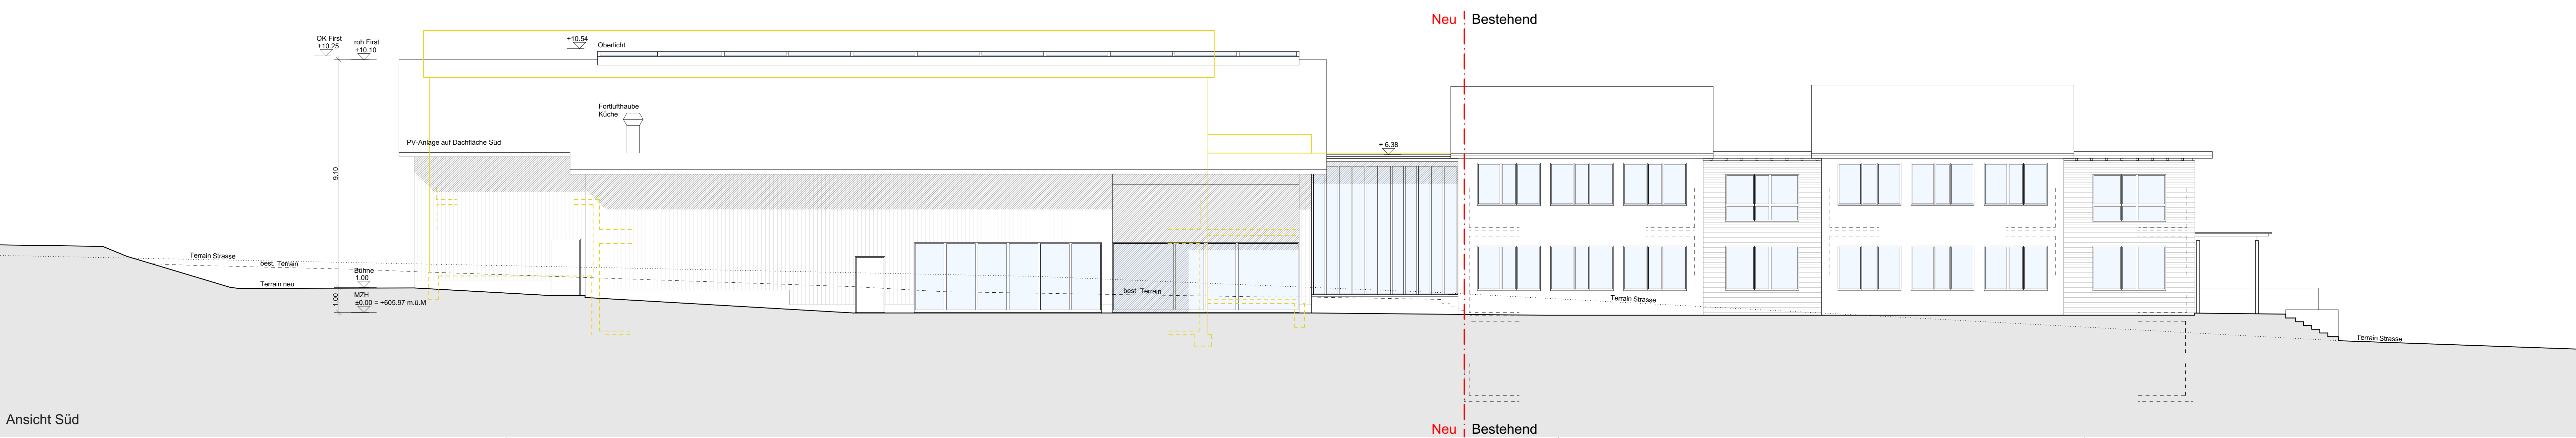 Neu Bestehend
OK First
+10.25
roh First
+10.10
+10.54
Oberlicht
Fortlufthaube
Küche
PV-Anlage auf Dachfläche Süd
+ 6.38
9.10
Terrain Strasse
best. Terrain
Terrain neu
Bühne
1.00
MZH
±0.00 = +605.97 m.ü.M
1.00
best. Terrain
Terrain Strasse
Terrain Strasse
Ansicht Süd
Neu Bestehend